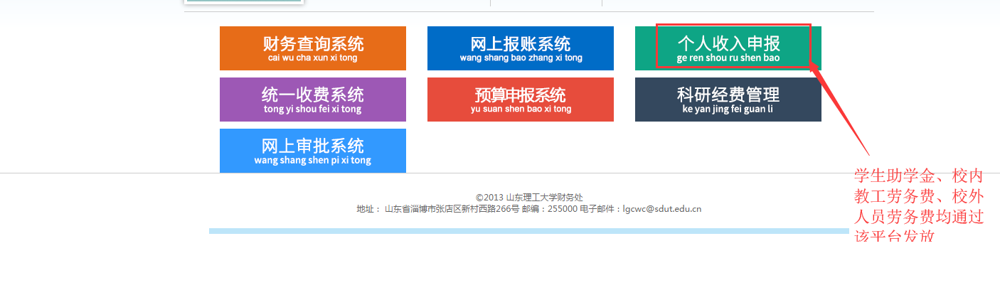 财务查询系统
cai wu cha xun xi tong
网上报账系统
wang shang bao zhang xi tong
个人收入申报
ge ren shou ru shen bao
统一收费系统
tong yi shou fei xi tong
预算申报系统
yu suan shen bao xi tong
科研经费管理
ke yan jing fei guan li
网上审批系统
wang shang shen pi xi tong
学生助学金、校内
教工劳务费、校外
人员劳务费均通过
该平台发放
©2013 山东理工大学财务处
地址： 山东省淄博市张店区新村西路266号 邮编：255000 电子邮件：lgcwc@sdut.edu.cn